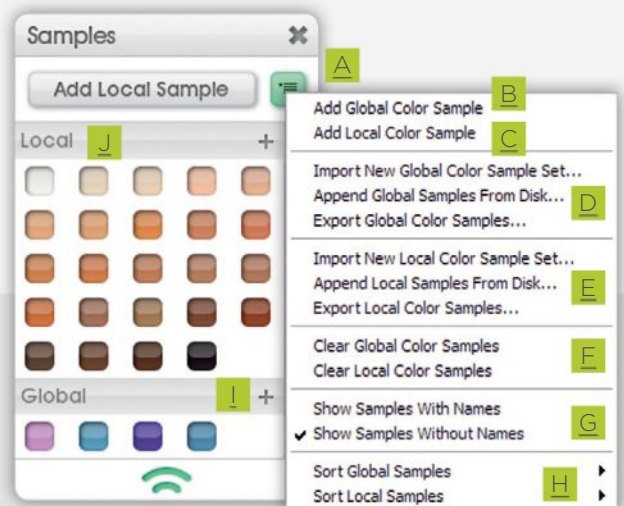 Samples
A
Add Local Sample
Local J
Global I
Add Global Color Sample B
Add Local Color Sample C
Import New Global Color Sample Set...
Append Global Samples From Disk... D
Export Global Color Samples...
Import New Local Color Sample Set...
Append Local Samples From Disk... E
Export Local Color Samples...
Clear Global Color Samples F
Clear Local Color Samples
Show Samples With Names G
Show Samples Without Names
Sort Global Samples H
Sort Local Samples